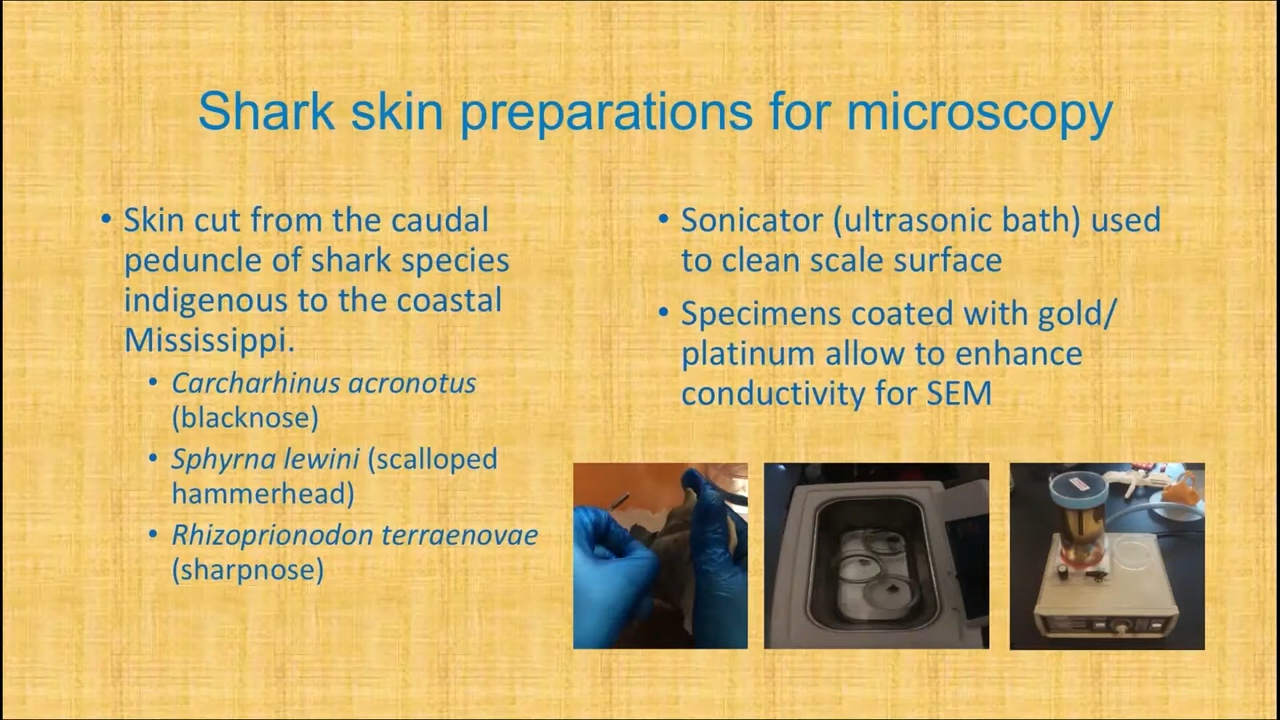 Shark skin preparations for microscopy
• Skin cut from the caudal
peduncle of shark species
indigenous to the coastal
Mississippi.
• Carcharhinus acronotus
(blacknose)
• Sphyrna lewini (scalloped
hammerhead)
• Rhizoprionodon terraenovae
(sharpnose)
• Sonicator (ultrasonic bath) used
to clean scale surface
• Specimens coated with gold/
platinum allow to enhance
conductivity for SEM